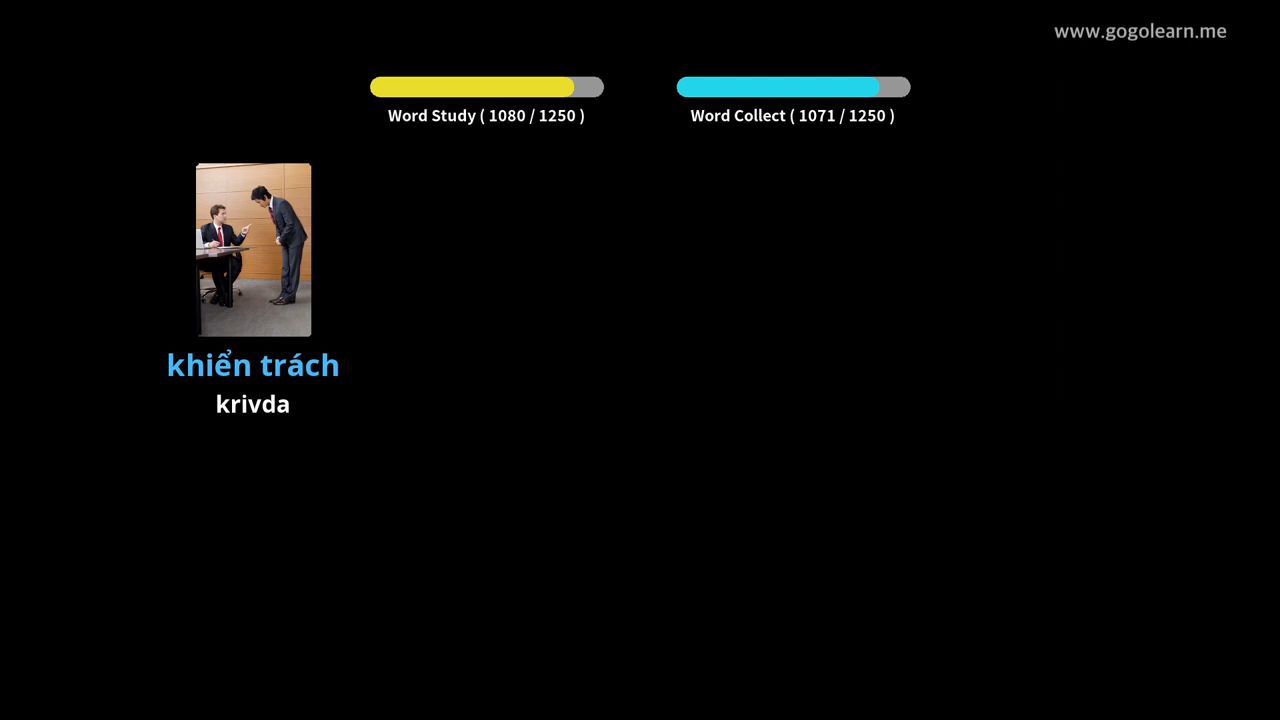 www.gogolearn.me
Word Study ( 1080 / 1250 )
Word Collect ( 1071 / 1250 )
khiển trách
krivda